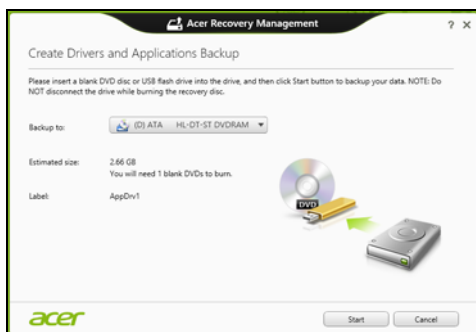 Acer Recovery Management
? X
Create Drivers and Applications Backup
Please insert a blank DVD disc or USB flash drive into the drive, and then click Start button to backup your data. NOTE: Do
NOT disconnect the drive while burning the recovery disc.
Backup to: (D) ATA HL-DT-ST DVDRAM
Estimated size: 2.66 GB
You will need 1 blank DVDs to burn.
Label: AppDrv1
DVD
acer Start Cancel